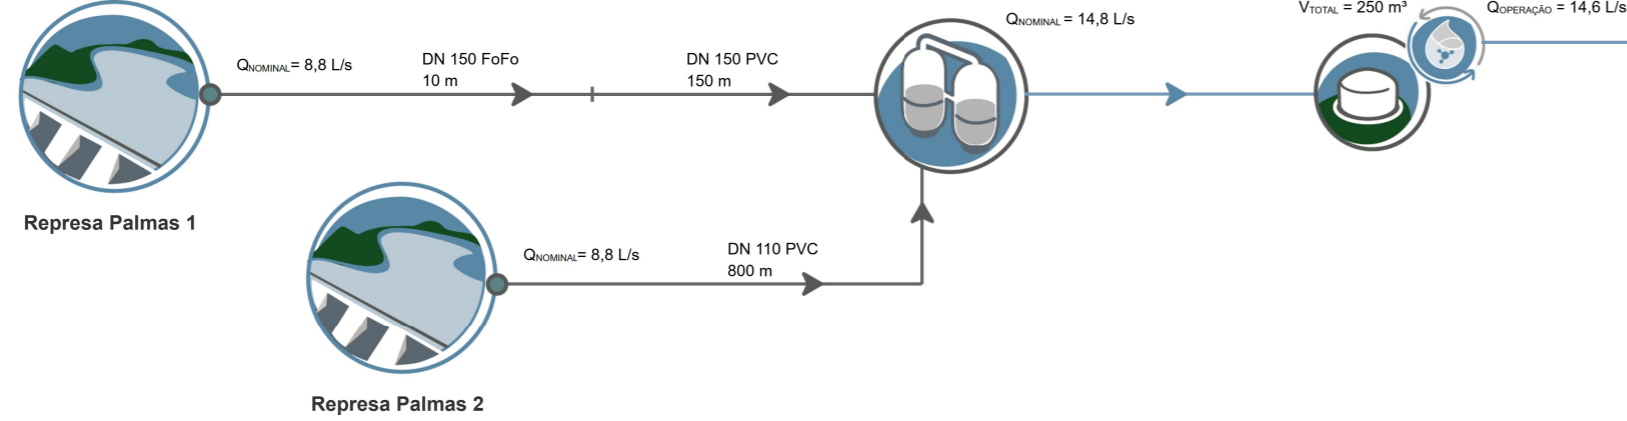 V_TOTAL = 250 m³
Q_OPERAÇÃO = 14,6 L/s
Q_NOMINAL = 14,8 L/s
Q_NOMINAL= 8,8 L/s
DN 150 FoFo
10 m
DN 150 PVC
150 m
Represa Palmas 1
Q_NOMINAL= 8,8 L/s
DN 110 PVC
800 m
Represa Palmas 2